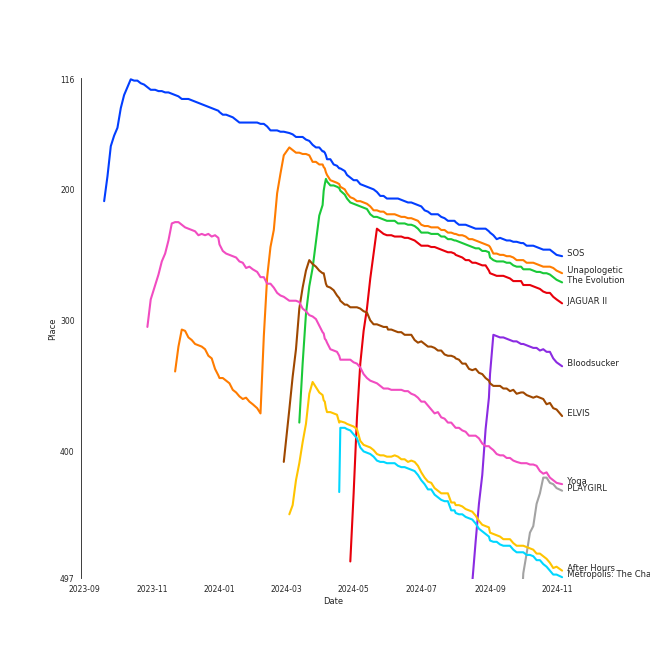 116
200
300
400
497
Place
2023-09
2023-11
2024-01
2024-03
2024-05
2024-07
2024-09
2024-11
Date
SOS
Unapologetic
The Evolution
JAGUAR II
Bloodsucker
ELVIS
Yoga
PLAYGIRL
After Hours
Metropolis: The Cha